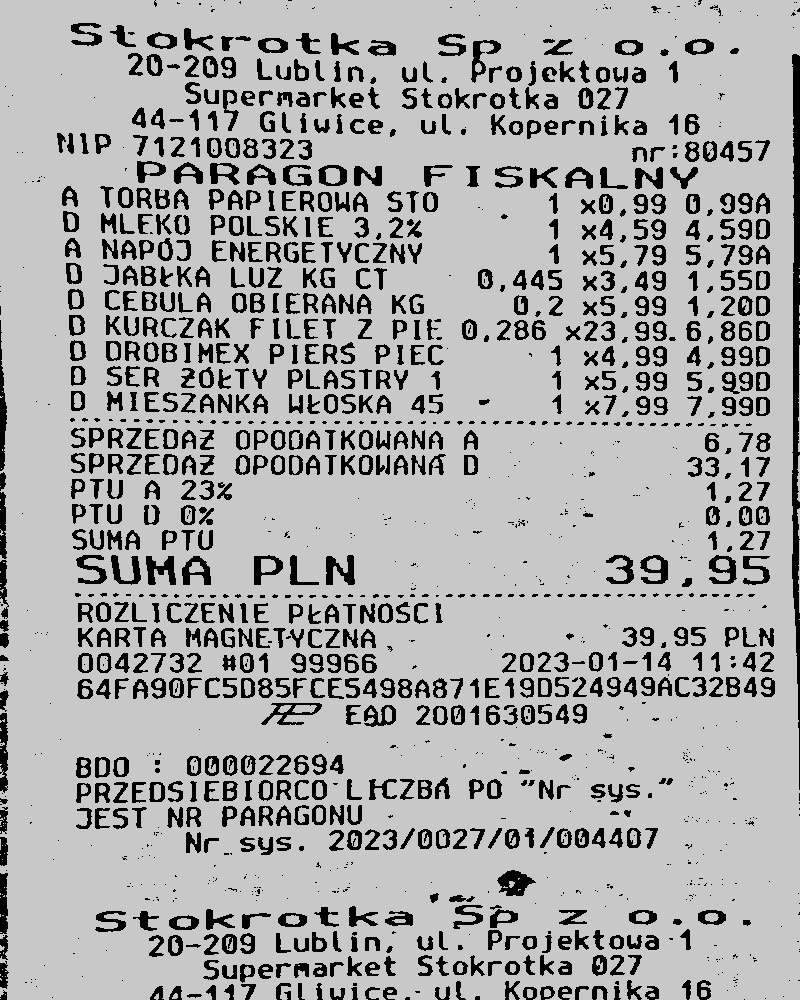 Stokrotka Sp z o.o.
20-209 Lublin, ul. Projektowa 1
Supermarket Stokrotka 027
44-117 Gliwice, ul. Kopernika 16
NIP 7121008323 nr:80457
PARAGON FISKALNY
A TORBA PAPIEROWA STO 1 x0,99 0,99A
D MLEKO POLSKIE 3,2% 1 x4,59 4,59D
A NAPÓJ ENERGETYCZNY 1 x5,79 5,79A
D JABŁKA LUZ KG CT 0,445 x3,49 1,55D
D CEBULA OBIERANA KG 0,2 x5,99 1,20D
D KURCZAK FILET Z PIE 0,286 x23,99 6,86D
D DROBIMEX PIERŚ PIEC 1 x4,99 4,99D
D SER ŻÓŁTY PLASTRY 1 1 x5,99 5,99D
D MIESZANKA WŁOSKA 45 1 x7,99 7,99D
SPRZEDAŻ OPODATKOWANA A 6,78
SPRZEDAŻ OPODATKOWANA D 33,17
PTU A 23% 1,27
PTU D 0% 0,00
SUMA PTU 1,27
SUMA PLN 39,95
ROZLICZENIE PŁATNOŚCI
KARTA MAGNETYCZNA 39,95 PLN
0042732 #01 99966 2023-01-14 11:42
64FA90FC5D85FCE5498A871E19D524949AC32B49
EAD 2001630549
BDO : 000022694
PRZEDSIEBIORCO LICZBA PO "Nr sys."
JEST NR PARAGONU
Nr sys. 2023/0027/01/004407
Stokrotka Sp z o.o.
20-209 Lublin, ul. Projektowa 1
Supermarket Stokrotka 027
44-117 Gliwice, ul. Kopernika 16